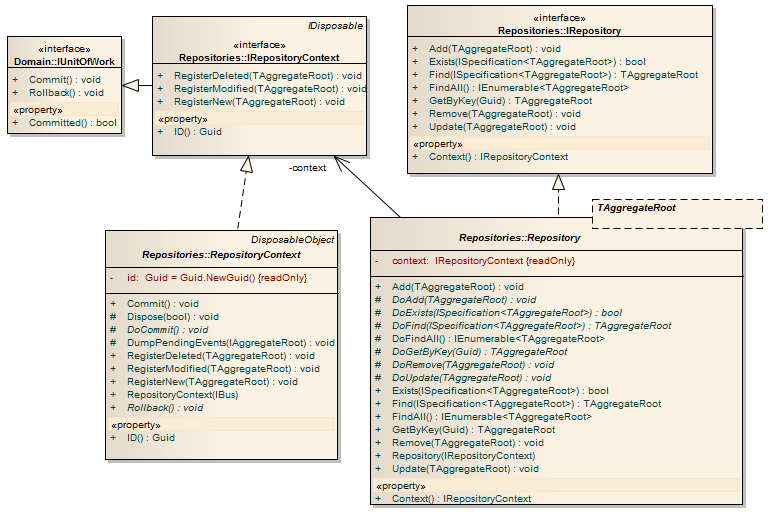 «interface»
Domain::IUnitOfWork
+ Commit() : void
+ Rollback() : void
«property»
+ Committed() : bool
IDisposable
«interface»
Repositories::IRepositoryContext
+ RegisterDeleted(TAggregateRoot) : void
+ RegisterModified(TAggregateRoot) : void
+ RegisterNew(TAggregateRoot) : void
«property»
+ ID() : Guid
«interface»
Repositories::IRepository
+ Add(TAggregateRoot) : void
+ Exists(ISpecification<TAggregateRoot>) : bool
+ Find(ISpecification<TAggregateRoot>) : TAggregateRoot
+ FindAll() : IEnumerable<TAggregateRoot>
+ GetByKey(Guid) : TAggregateRoot
+ Remove(TAggregateRoot) : void
+ Update(TAggregateRoot) : void
«property»
+ Context() : IRepositoryContext
-context
DisposableObject
Repositories::RepositoryContext
- id: Guid = Guid.NewGuid() {readOnly}
+ Commit() : void
# Dispose(bool) : void
# DoCommit() : void
# DumpPendingEvents(IAggregateRoot) : void
+ RegisterDeleted(TAggregateRoot) : void
+ RegisterModified(TAggregateRoot) : void
+ RegisterNew(TAggregateRoot) : void
+ RepositoryContext(IBus)
+ Rollback() : void
«property»
+ ID() : Guid
TAggregateRoot
Repositories::Repository
- context: IRepositoryContext {readOnly}
+ Add(TAggregateRoot) : void
# DoAdd(TAggregateRoot) : void
# DoExists(ISpecification<TAggregateRoot>) : bool
# DoFind(ISpecification<TAggregateRoot>) : TAggregateRoot
# DoFindAll() : IEnumerable<TAggregateRoot>
# DoGetByKey(Guid) : TAggregateRoot
# DoRemove(TAggregateRoot) : void
# DoUpdate(TAggregateRoot) : void
+ Exists(ISpecification<TAggregateRoot>) : bool
+ Find(ISpecification<TAggregateRoot>) : TAggregateRoot
+ FindAll() : IEnumerable<TAggregateRoot>
+ GetByKey(Guid) : TAggregateRoot
+ Remove(TAggregateRoot) : void
+ Repository(IRepositoryContext)
+ Update(TAggregateRoot) : void
«property»
+ Context() : IRepositoryContext